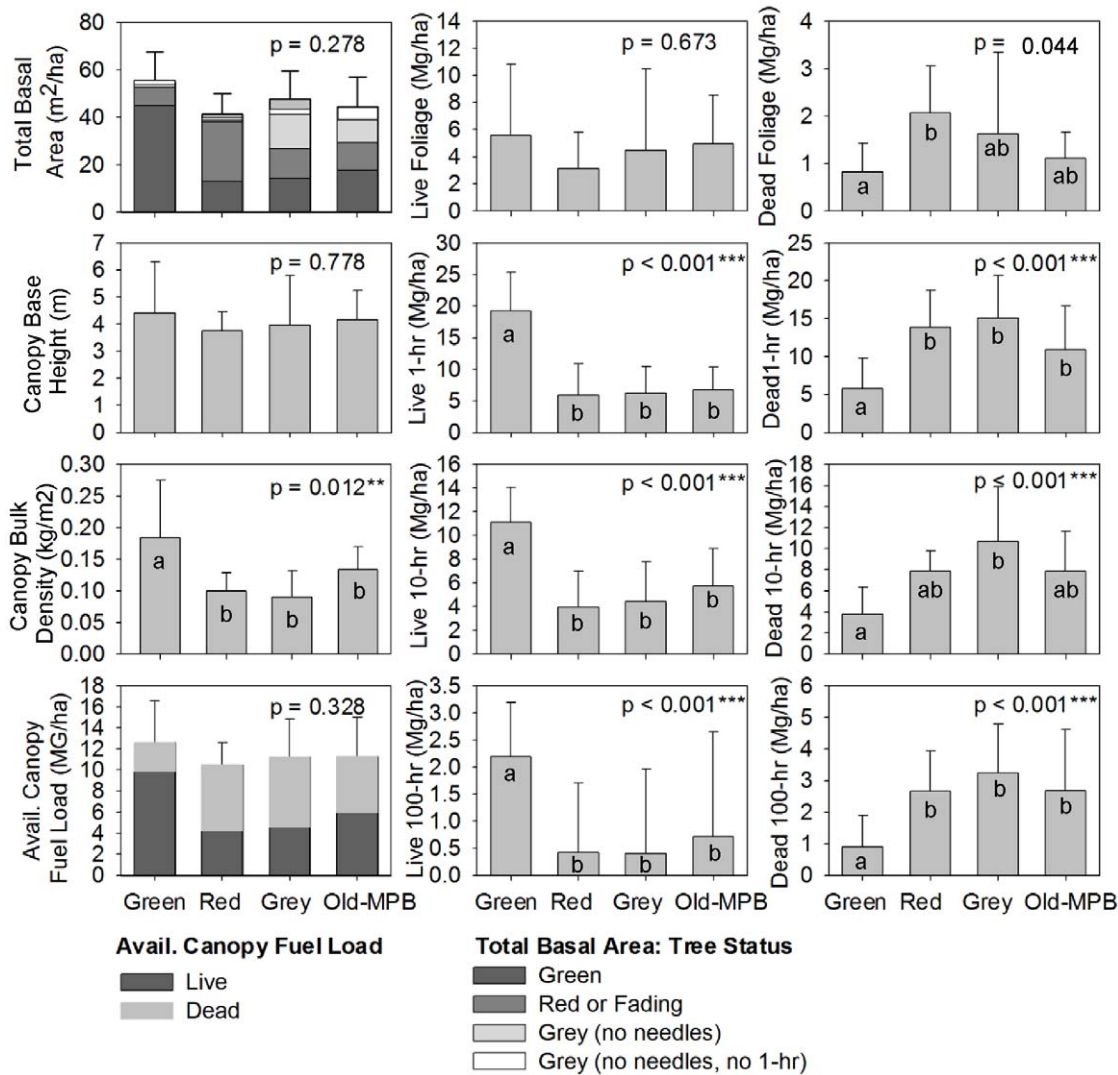 Total Basal
Area (m2/ha)
80
60
40
20
0
p = 0.278
Live Foliage (Mg/ha)
14
12
10
8
6
4
2
0
p = 0.673
Dead Foliage (Mg/ha)
4
3
2
1
0
p = 0.044
a
b
ab
ab
Canopy Base
Height (m)
7
6
5
4
3
2
1
0
p = 0.778
Live 1-hr (Mg/ha)
30
25
20
15
10
5
0
p < 0.001***
a
b
b
b
Dead1-hr (Mg/ha)
25
20
15
10
5
0
p < 0.001***
a
b
b
b
Canopy Bulk
Density (kg/m2)
0.30
0.25
0.20
0.15
0.10
0.05
0.00
p = 0.012**
a
b
b
b
Live 10-hr (Mg/ha)
16
14
12
10
8
6
4
2
0
p < 0.001***
a
b
b
b
Dead 10-hr (Mg/ha)
18
16
14
12
10
8
6
4
2
0
p < 0.001***
a
ab
b
ab
Avail. Canopy
Fuel Load (MG/ha)
18
16
14
12
10
8
6
4
2
0
p = 0.328
Green Red Grey Old-MPB
Live 100-hr (Mg/ha)
3.5
3.0
2.5
2.0
1.5
1.0
0.5
0.0
p < 0.001***
a
b
b
b
Green Red Grey Old-MPB
Dead 100-hr (Mg/ha)
6
5
4
3
2
1
0
p < 0.001***
a
b
b
b
Green Red Grey Old-MPB
Avail. Canopy Fuel Load
Live
Dead
Total Basal Area: Tree Status
Green
Red or Fading
Grey (no needles)
Grey (no needles, no 1-hr)